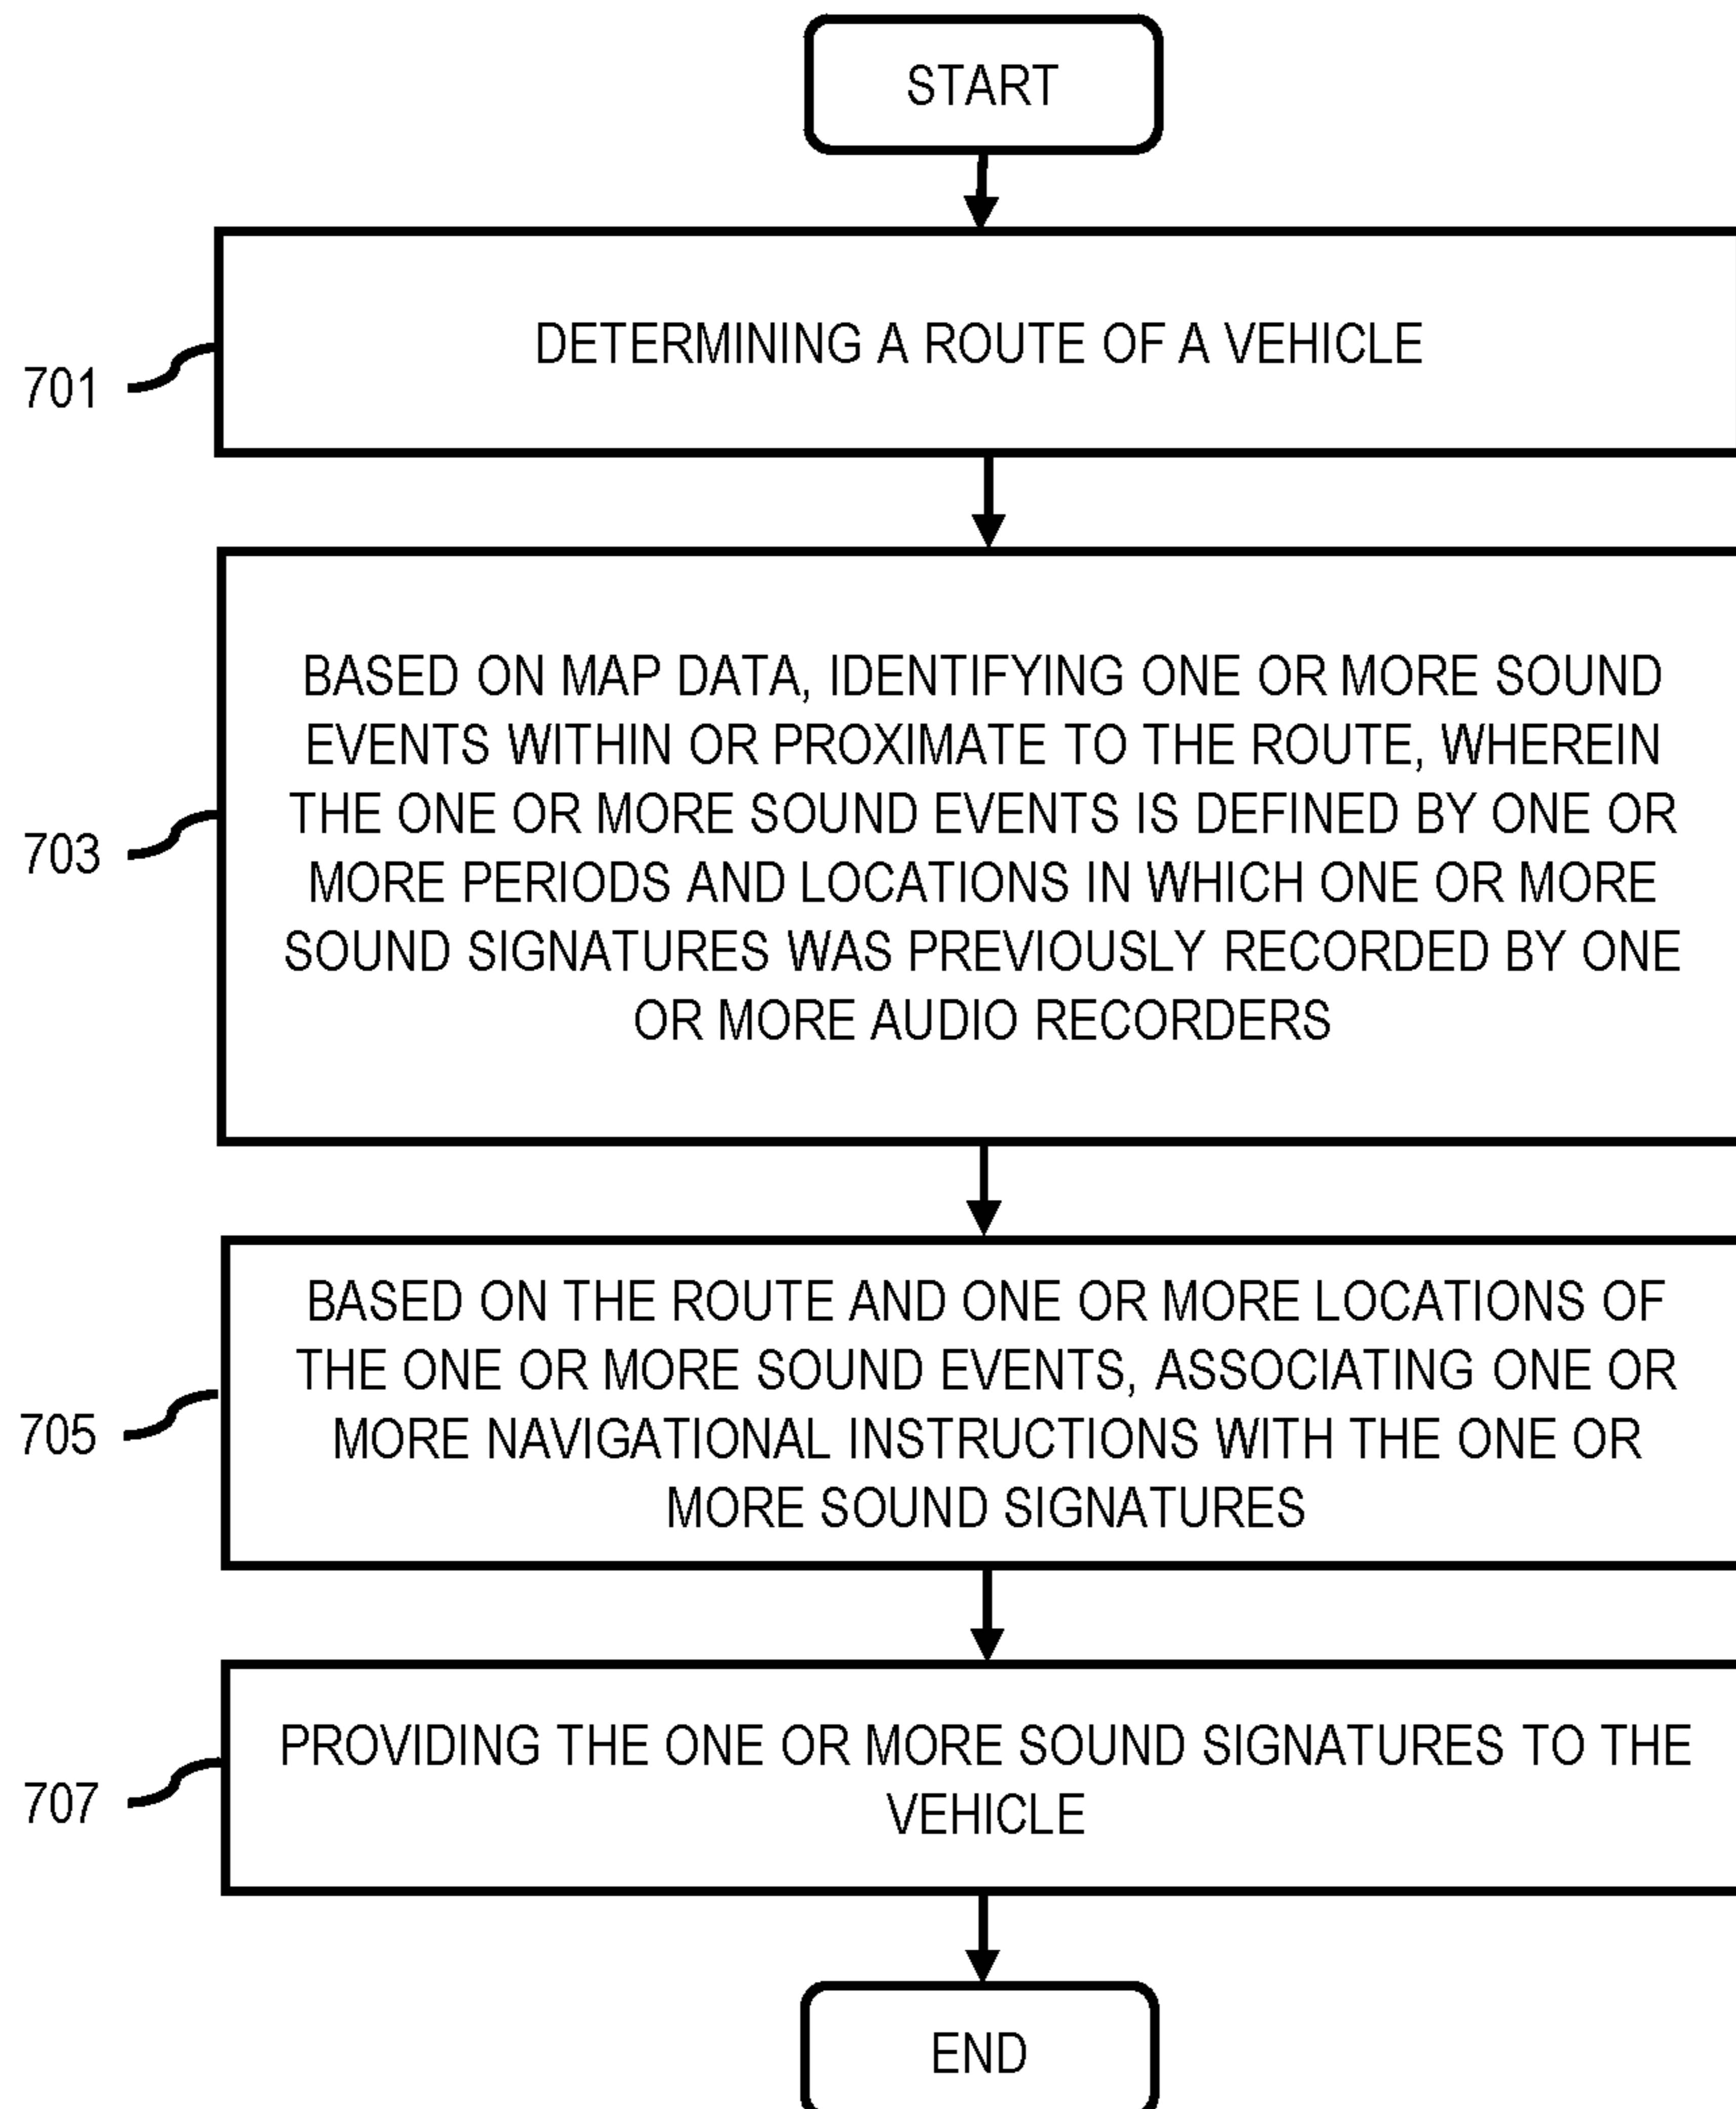 START
DETERMINING A ROUTE OF A VEHICLE
701
BASED ON MAP DATA, IDENTIFYING ONE OR MORE SOUND
EVENTS WITHIN OR PROXIMATE TO THE ROUTE, WHEREIN
THE ONE OR MORE SOUND EVENTS IS DEFINED BY ONE OR
MORE PERIODS AND LOCATIONS IN WHICH ONE OR MORE
SOUND SIGNATURES WAS PREVIOUSLY RECORDED BY ONE
OR MORE AUDIO RECORDERS
703
BASED ON THE ROUTE AND ONE OR MORE LOCATIONS OF
THE ONE OR MORE SOUND EVENTS, ASSOCIATING ONE OR
MORE NAVIGATIONAL INSTRUCTIONS WITH THE ONE OR
MORE SOUND SIGNATURES
705
PROVIDING THE ONE OR MORE SOUND SIGNATURES TO THE
VEHICLE
707
END